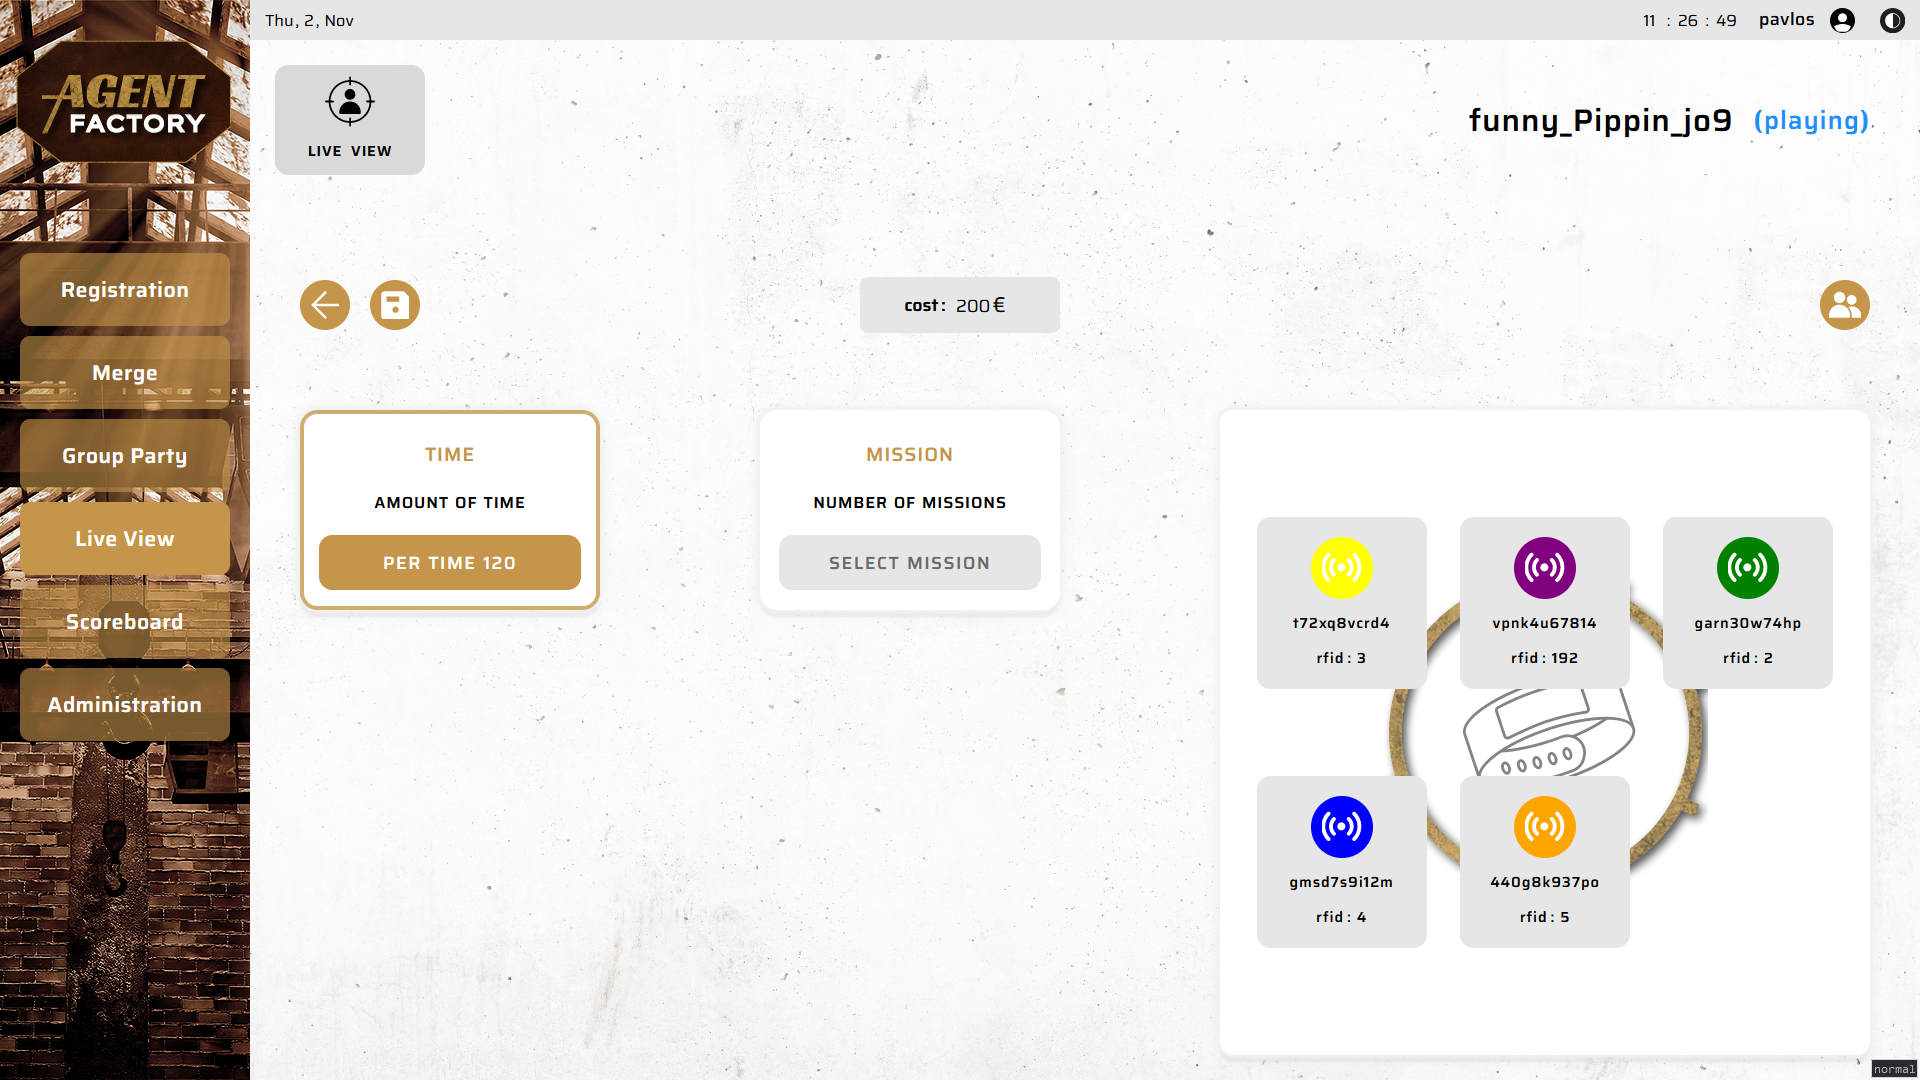 Thu, 2, Nov
11 : 26 : 49 pavlos
AGENT
FACTORY
LIVE VIEW
funny_Pippin_jo9 (playing).
Registration
Merge
Group Party
Live View
Scoreboard
Administration
cost: 200€
TIME
AMOUNT OF TIME
PER TIME 120
MISSION
NUMBER OF MISSIONS
SELECT MISSION
t72xq8vcrd4
rfid : 3
vpnk4u67814
rfid : 192
garn30w74hp
rfid : 2
gmsd7s9i12m
rfid : 4
440g8k937po
rfid : 5
normal